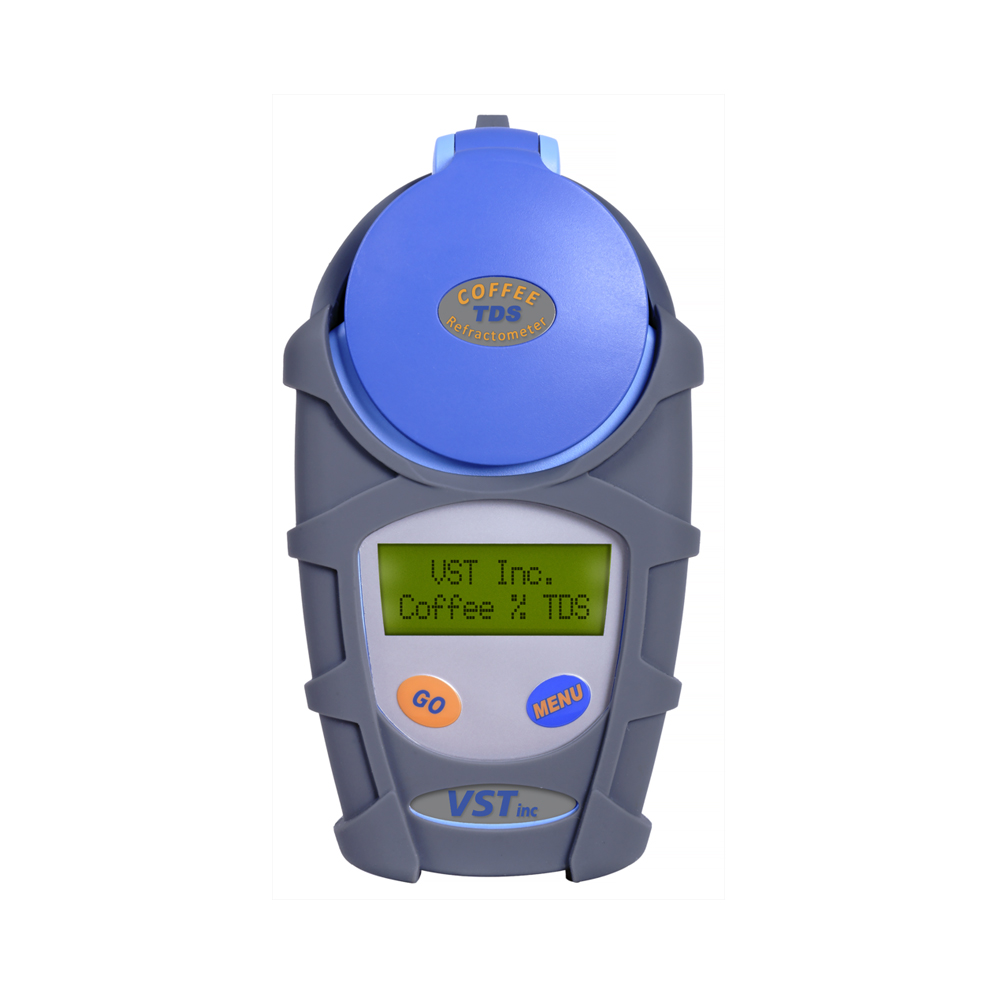 COFFEE
TDS
Refractometer
VST Inc.
Coffee % TDS
GO
MENU
VST inc